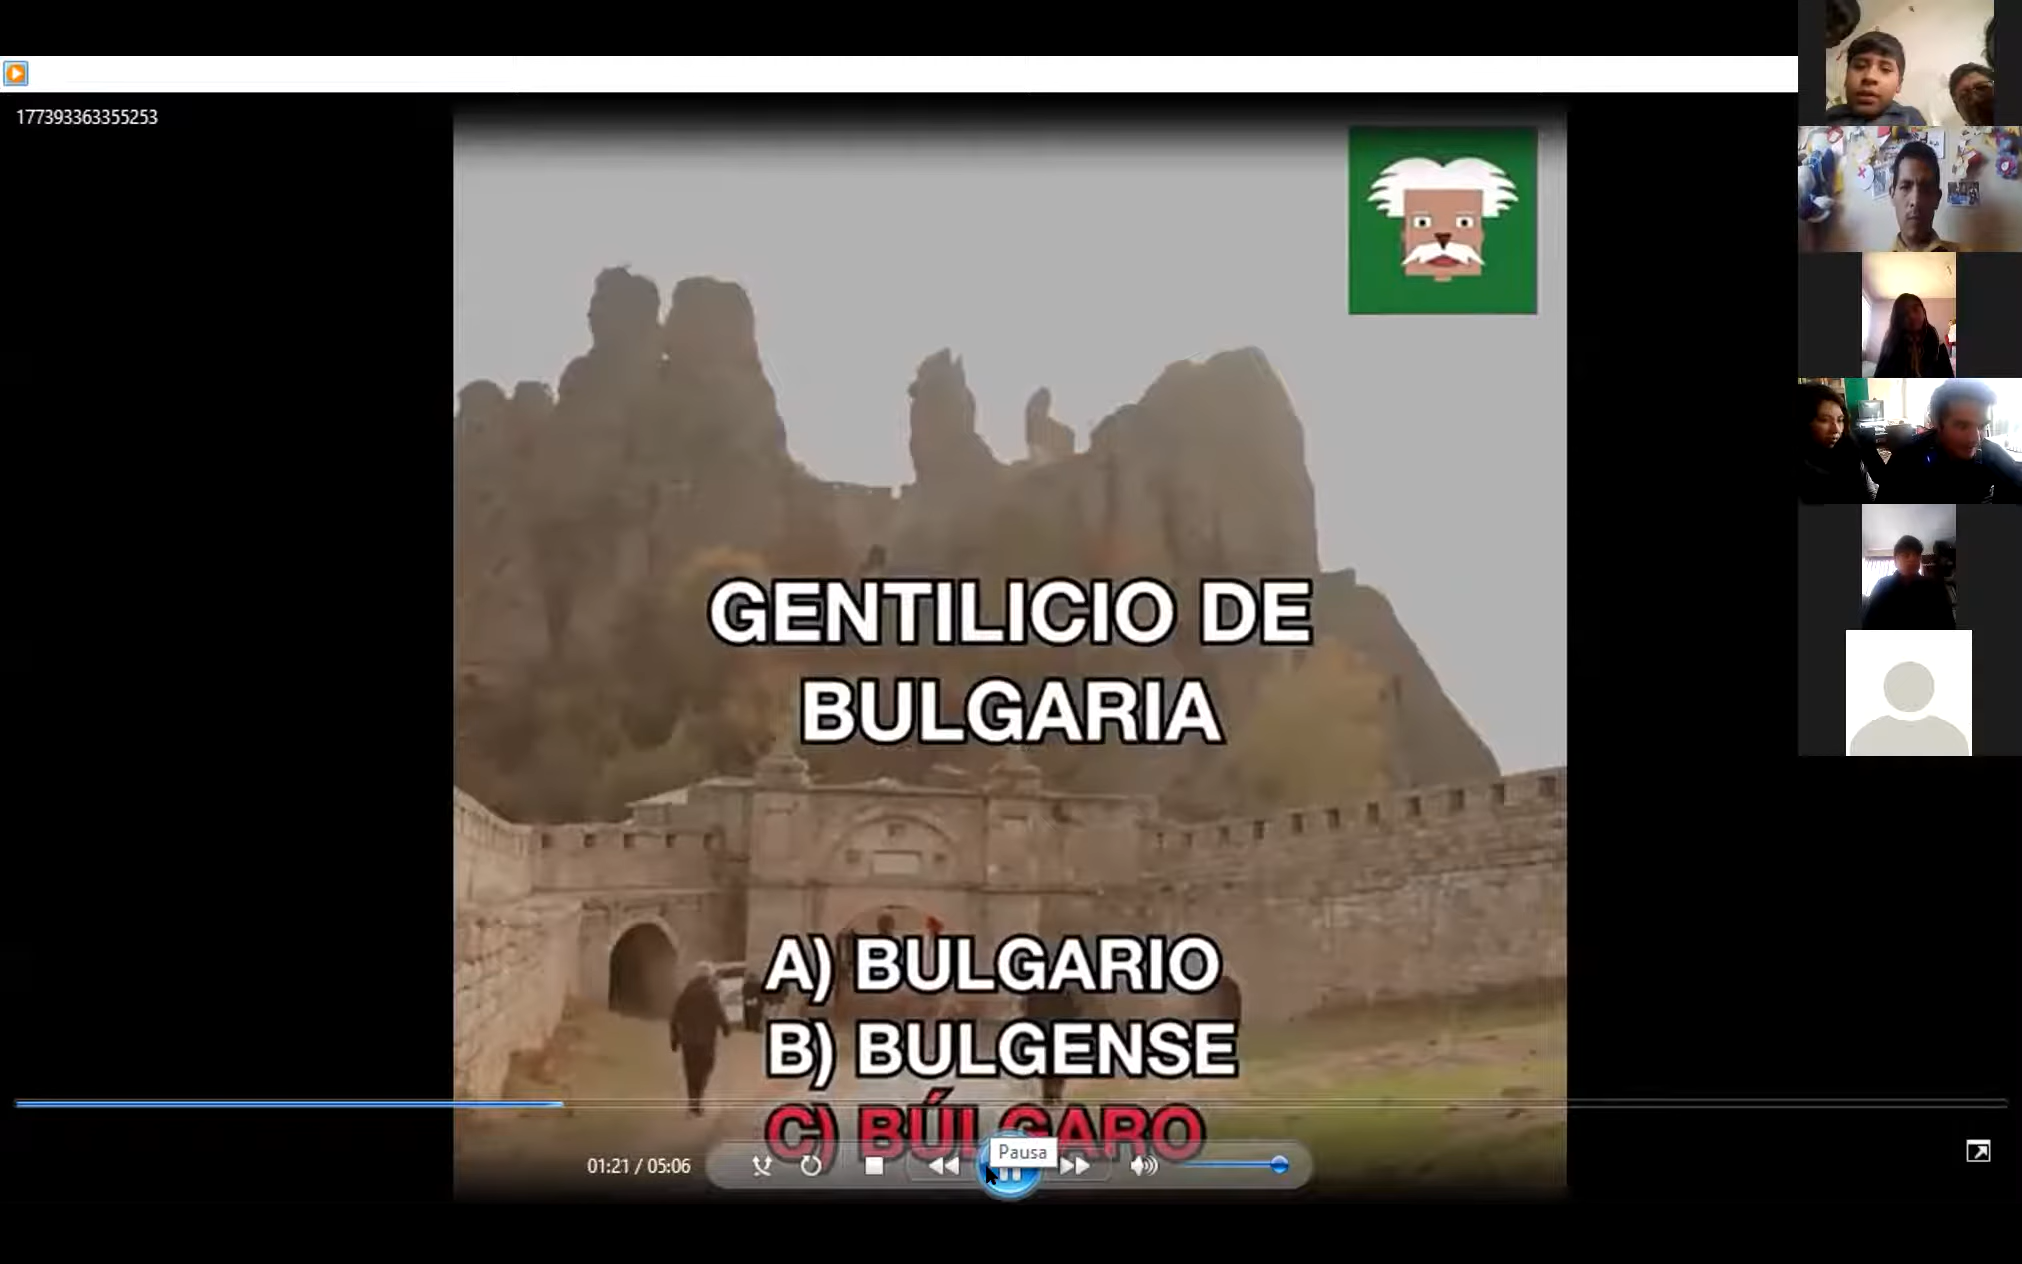 177393363355253
GENTILICIO DE
BULGARIA
A) BULGARIO
B) BULGENSE
C) BÚLGARO
Pausa
01:21 / 05:06